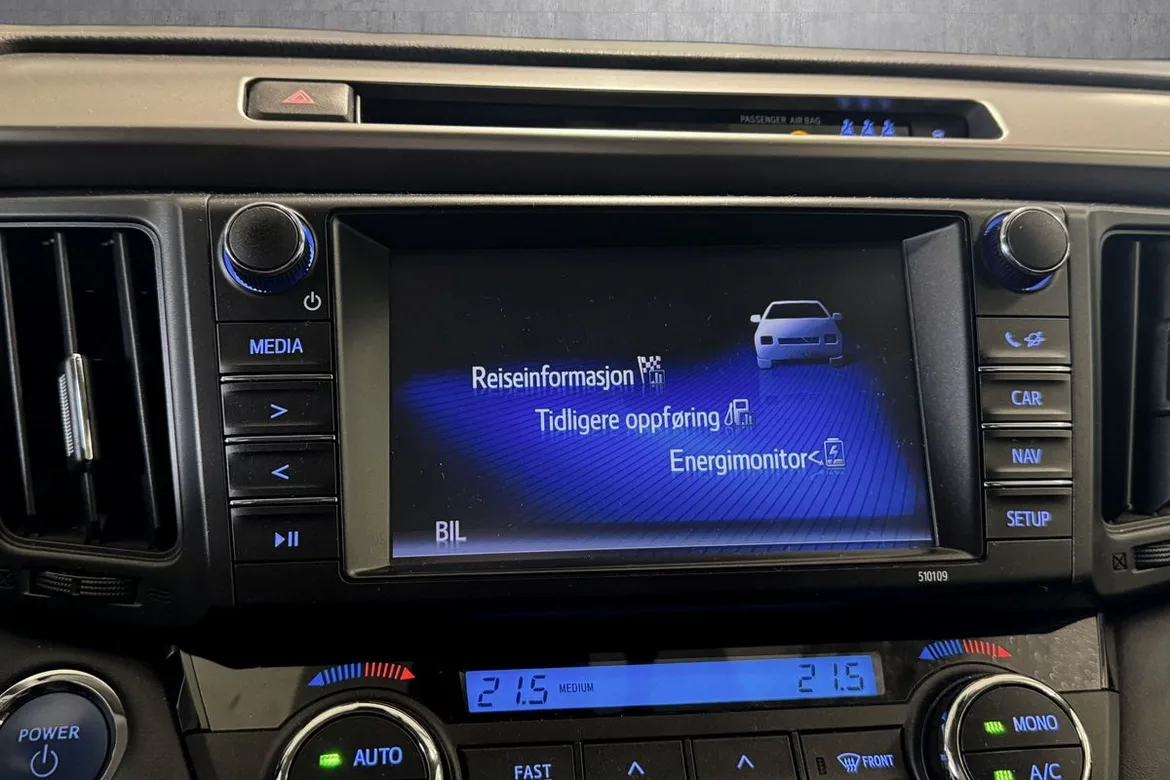 PASSENGER AIR BAG
MEDIA
>
<
Reiseinformasjon
Tidligere oppføring
Energimonitor
BIL
CAR
NAV
SETUP
510109
21.5 MEDIUM 21.5
POWER
AUTO
FAST
FRONT
MONO
A/C